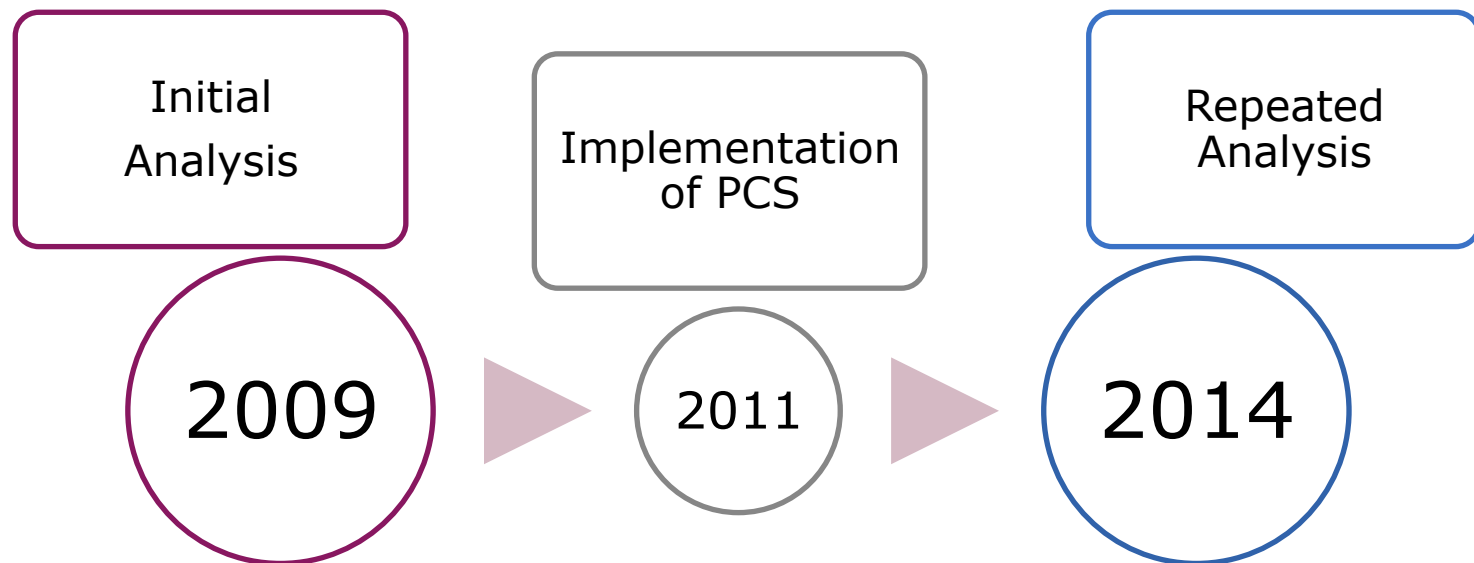 Initial
Analysis
Implementation
of PCS
Repeated
Analysis
2009
2011
2014